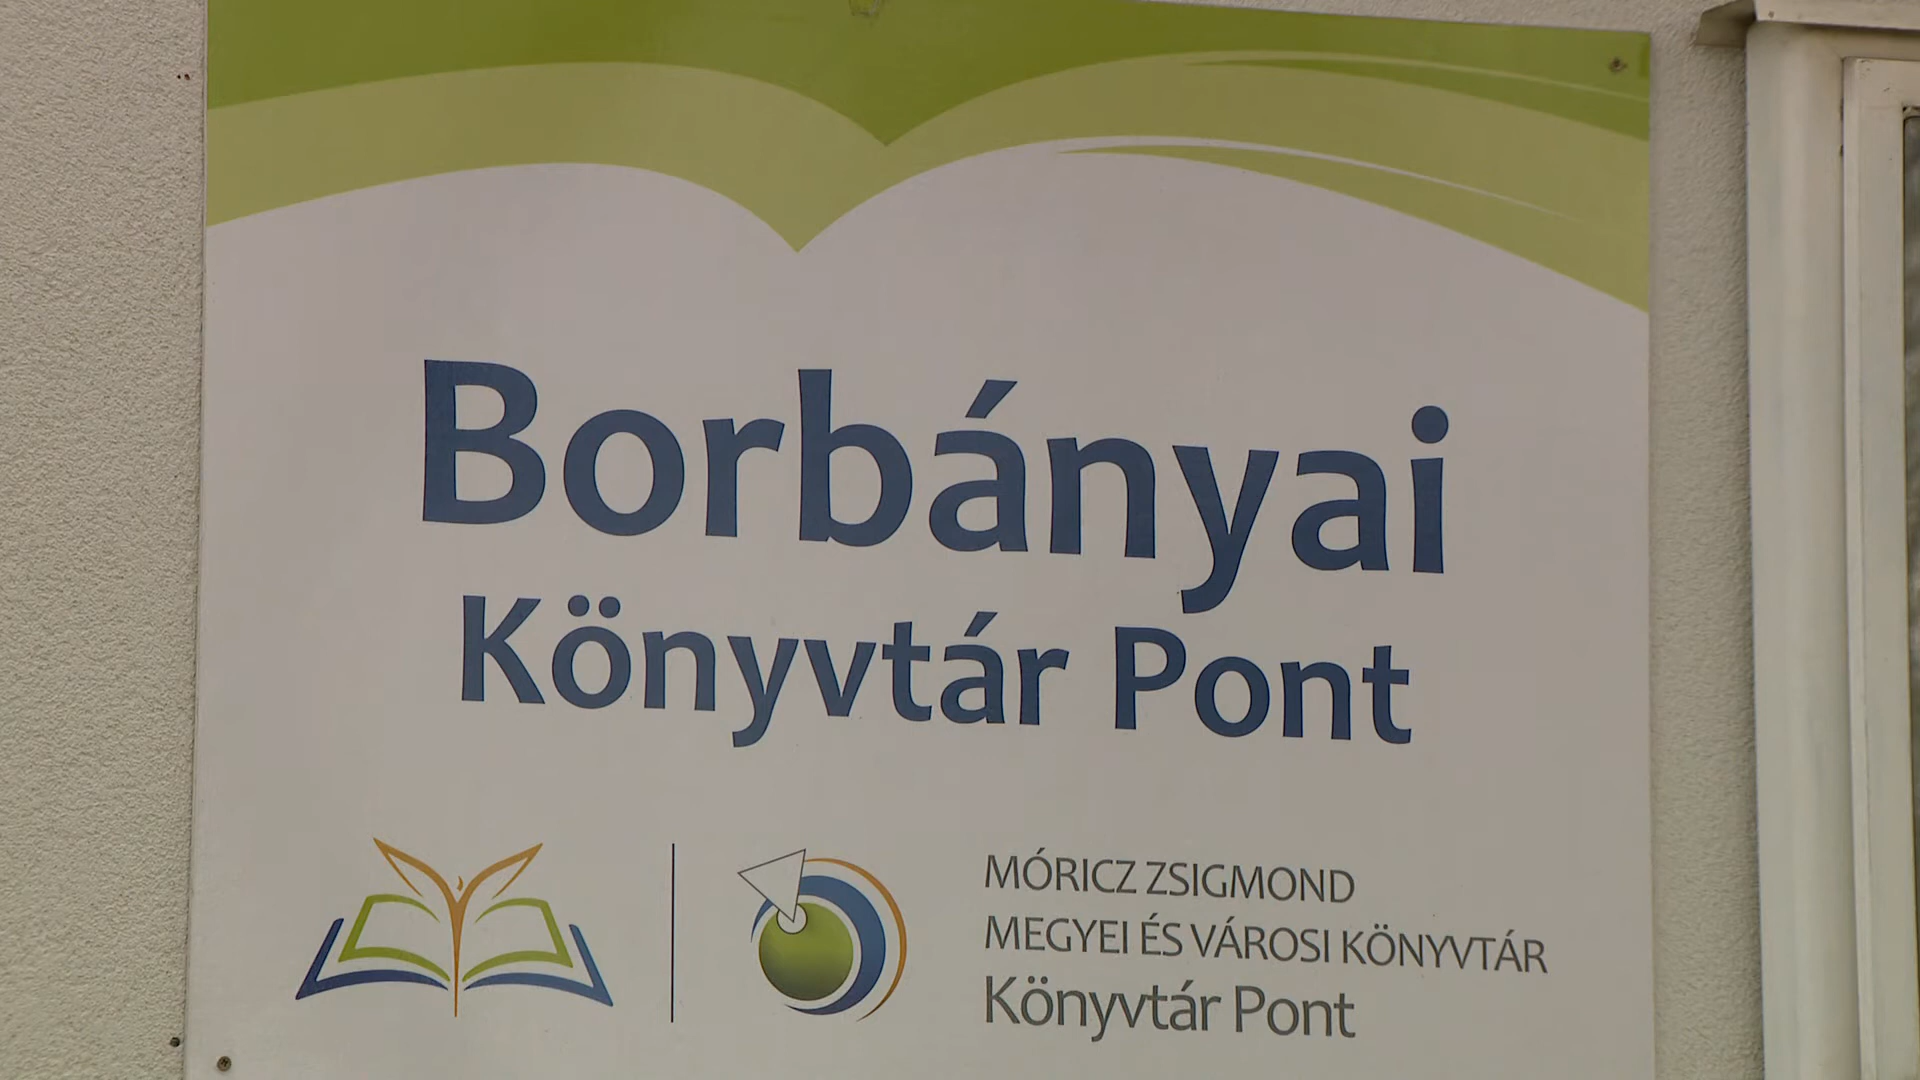 Borbányai
Könyvtár Pont
MÓRICZ ZSIGMOND
MEGYEI ÉS VÁROSI KÖNYVTÁR
Könyvtár Pont